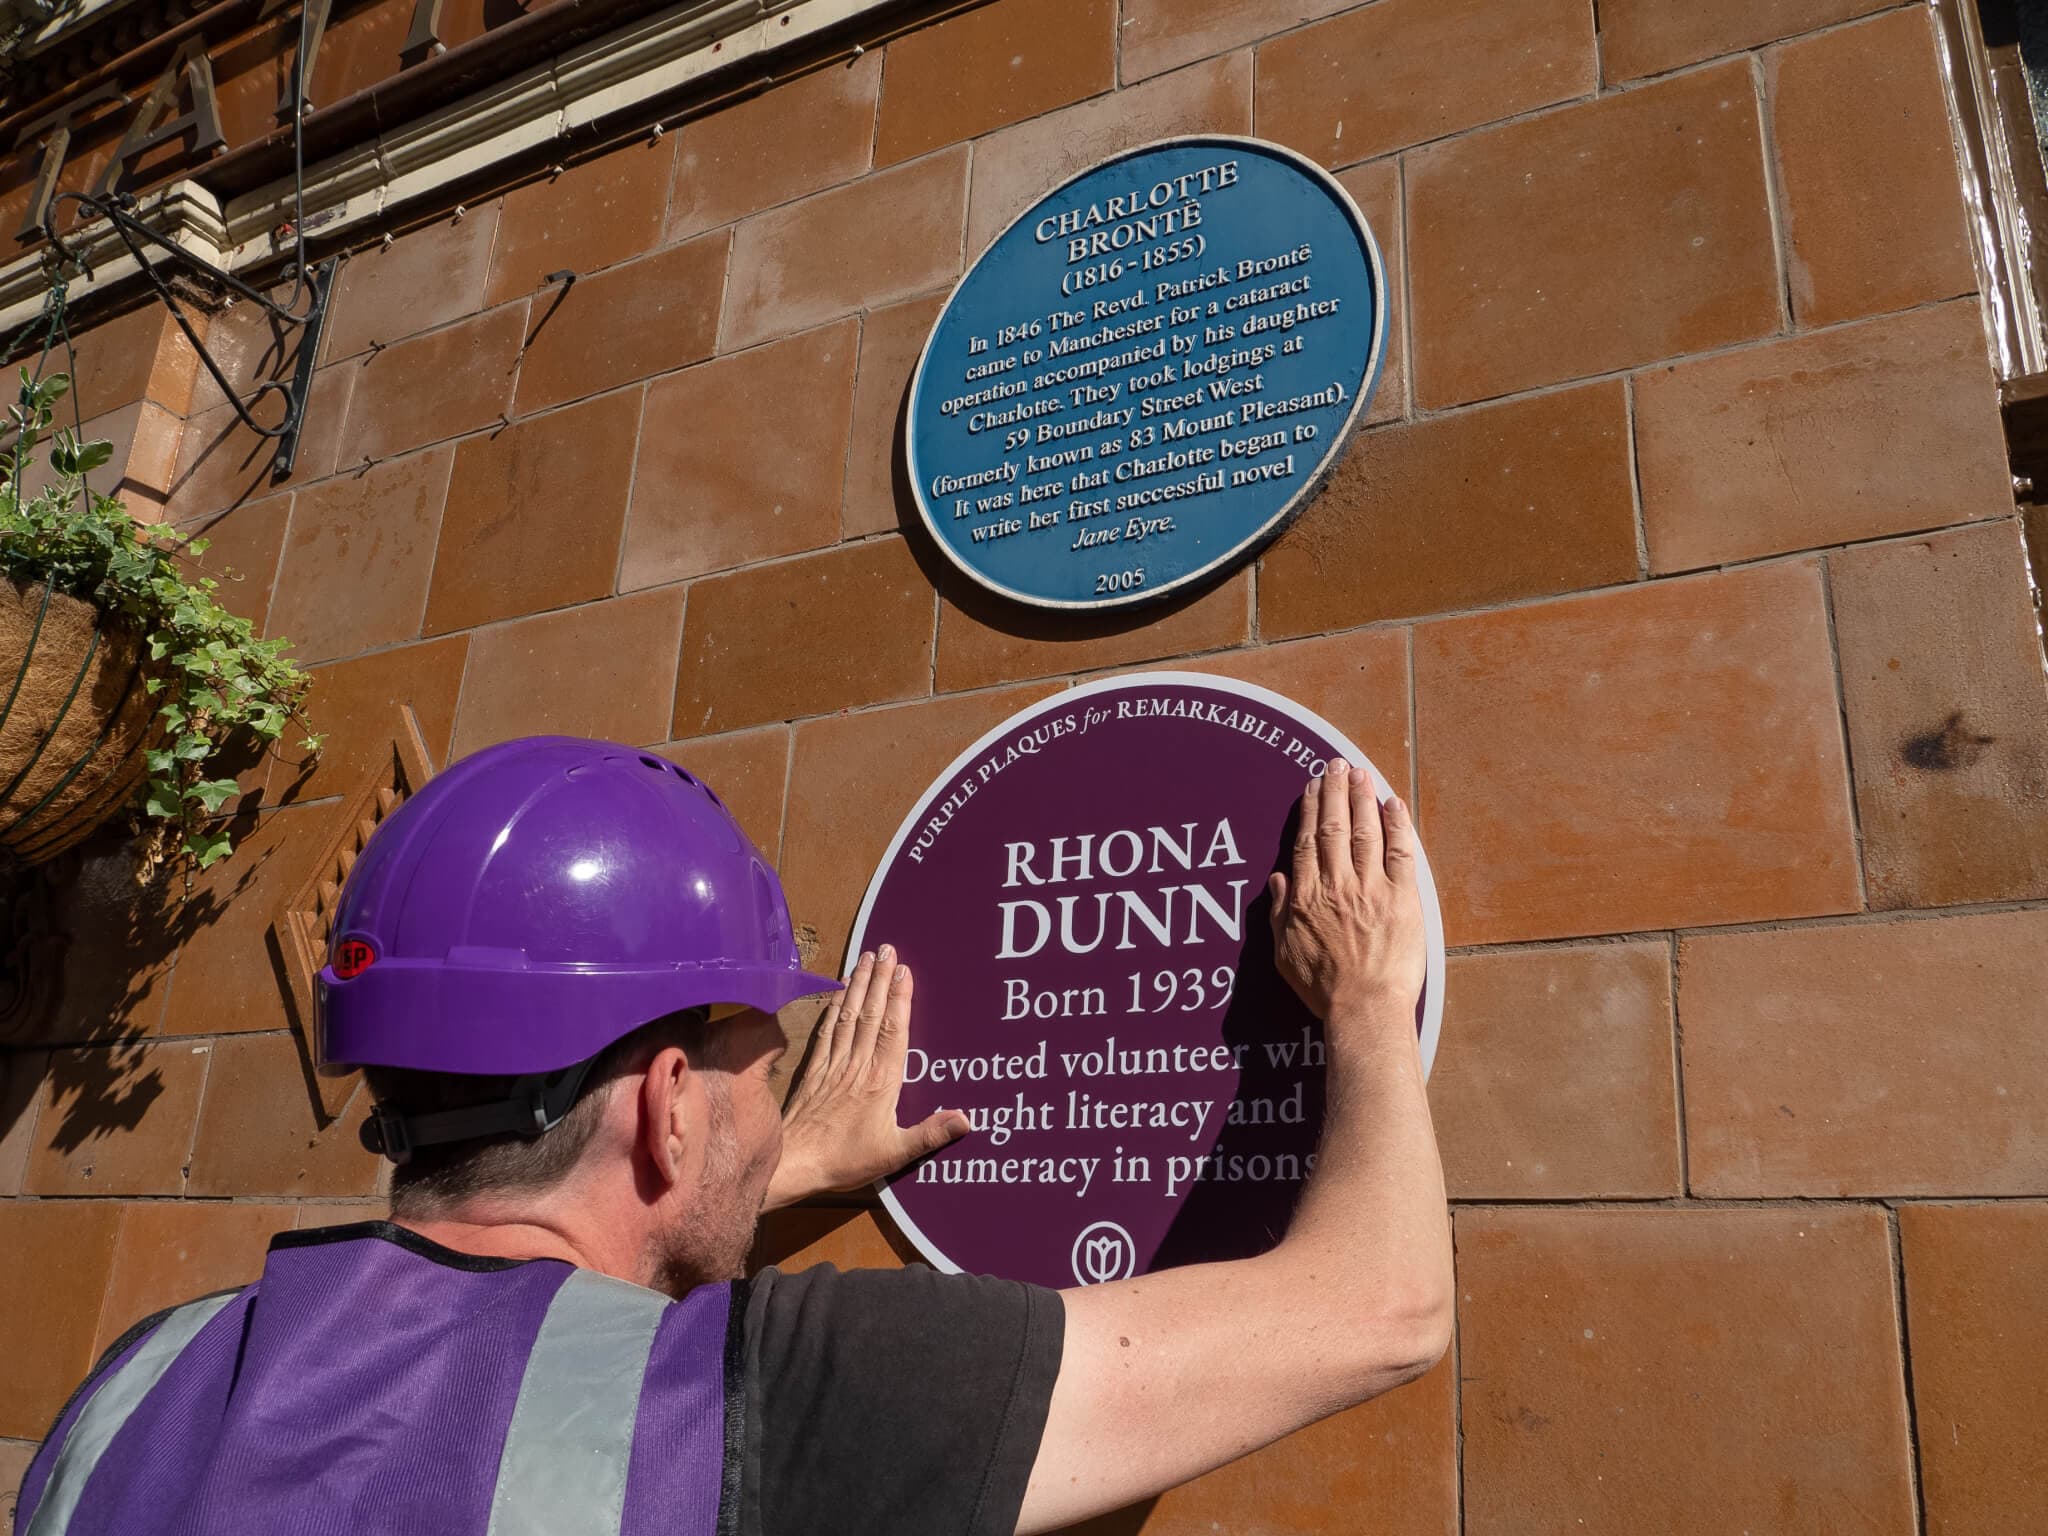 CHARLOTTE
BRONTË
(1816-1855)
In 1846 The Revd. Patrick Brontë
came to Manchester for a cataract
operation accompanied by his daughter
Charlotte. They took lodgings at
59 Boundary Street West
(formerly known as 83 Mount Pleasant).
It was here that Charlotte began to
write her first successful novel
Jane Eyre.
2005
PURPLE PLAQUES for REMARKABLE
RHONA
DUNN
Born 1939
Devoted volunteer
literacy and
numeracy in prisons
JSP